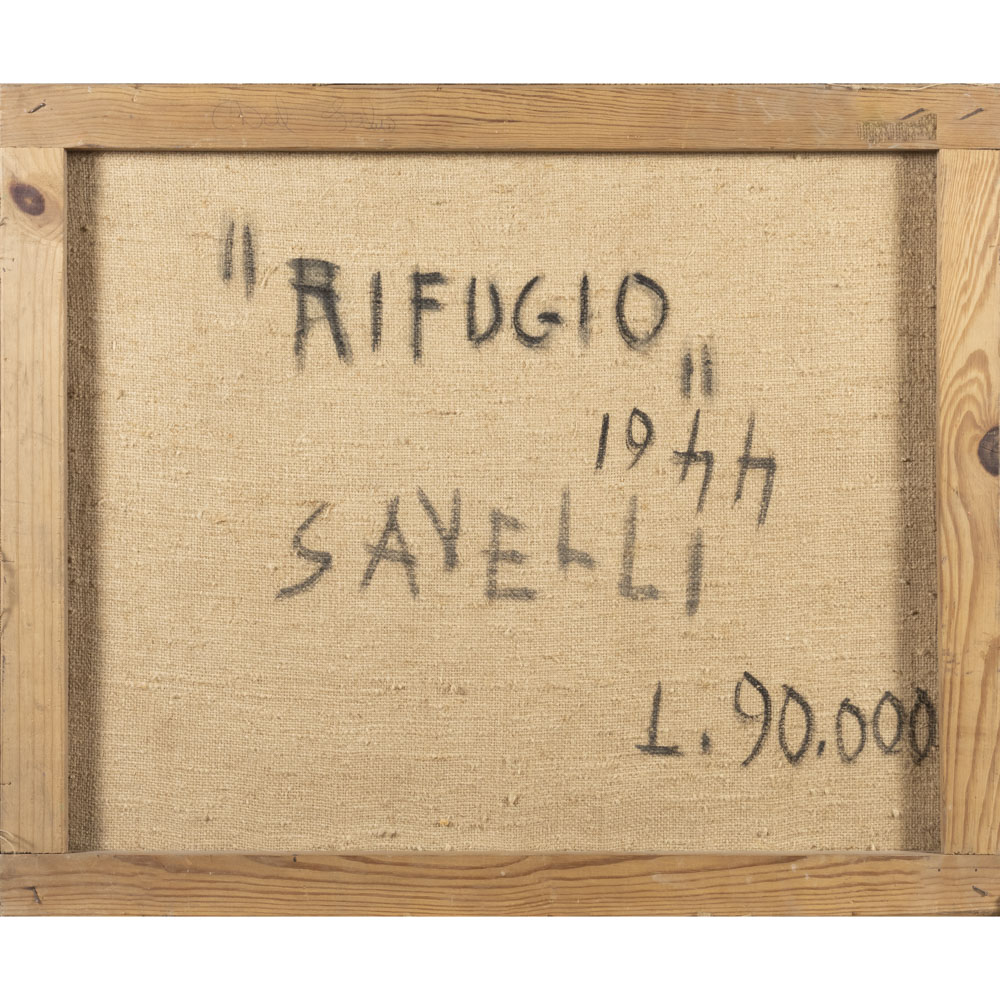 "RIFUGIO"
1944
SAVELLI
L. 90.000